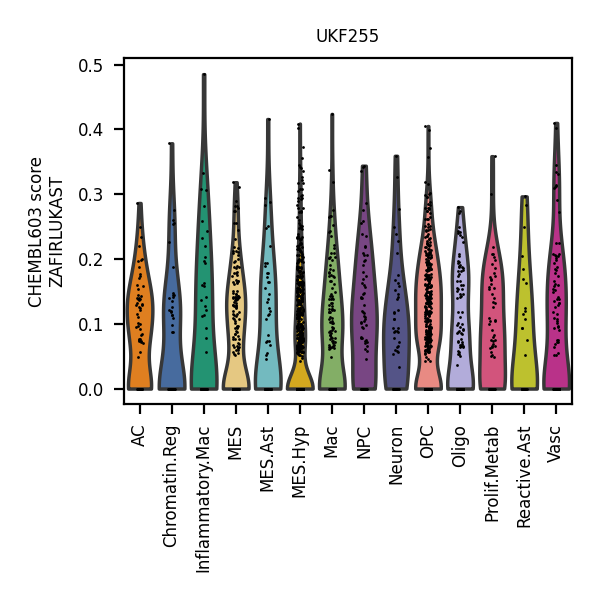 UKF255
CHEMBL603 score
ZAFIRLUKAST
0.5
0.4
0.3
0.2
0.1
0.0
AC
Chromatin.Reg
Inflammatory.Mac
MES
MES.Ast
MES.Hyp
Mac
NPC
Neuron
OPC
Oligo
Prolif.Metab
Reactive.Ast
Vasc